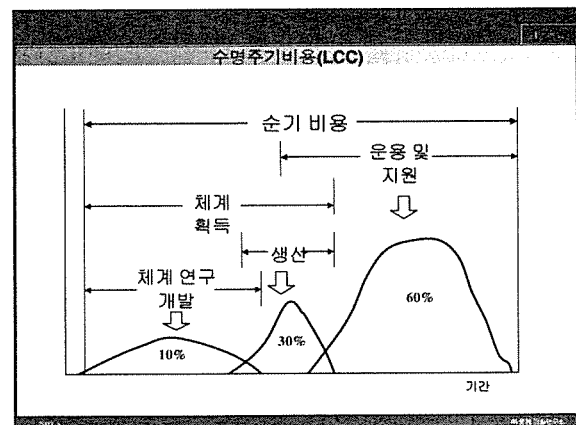 수명주기비용(LCC)
순기 비용
운용 및
지원
체계
획득
생산
체계 연구
개발
10%
30%
60%
기간